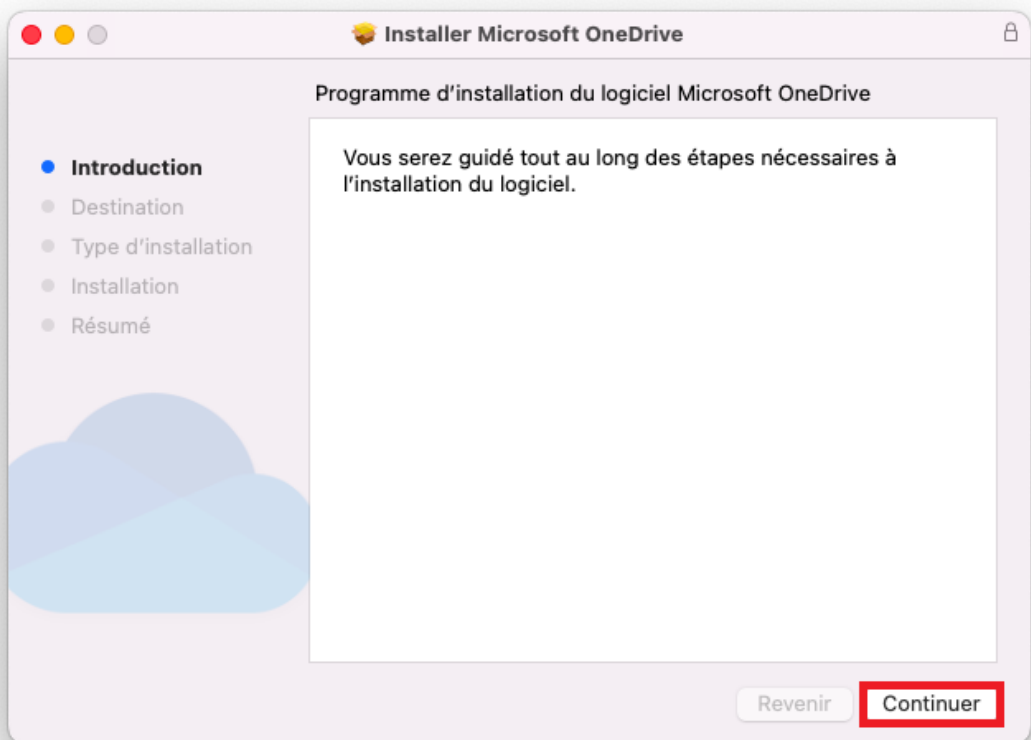 Installer Microsoft OneDrive
Programme d'installation du logiciel Microsoft OneDrive
Introduction
Destination
Type d'installation
Installation
Résumé
Vous serez guidé tout au long des étapes nécessaires à
l'installation du logiciel.
Revenir
Continuer